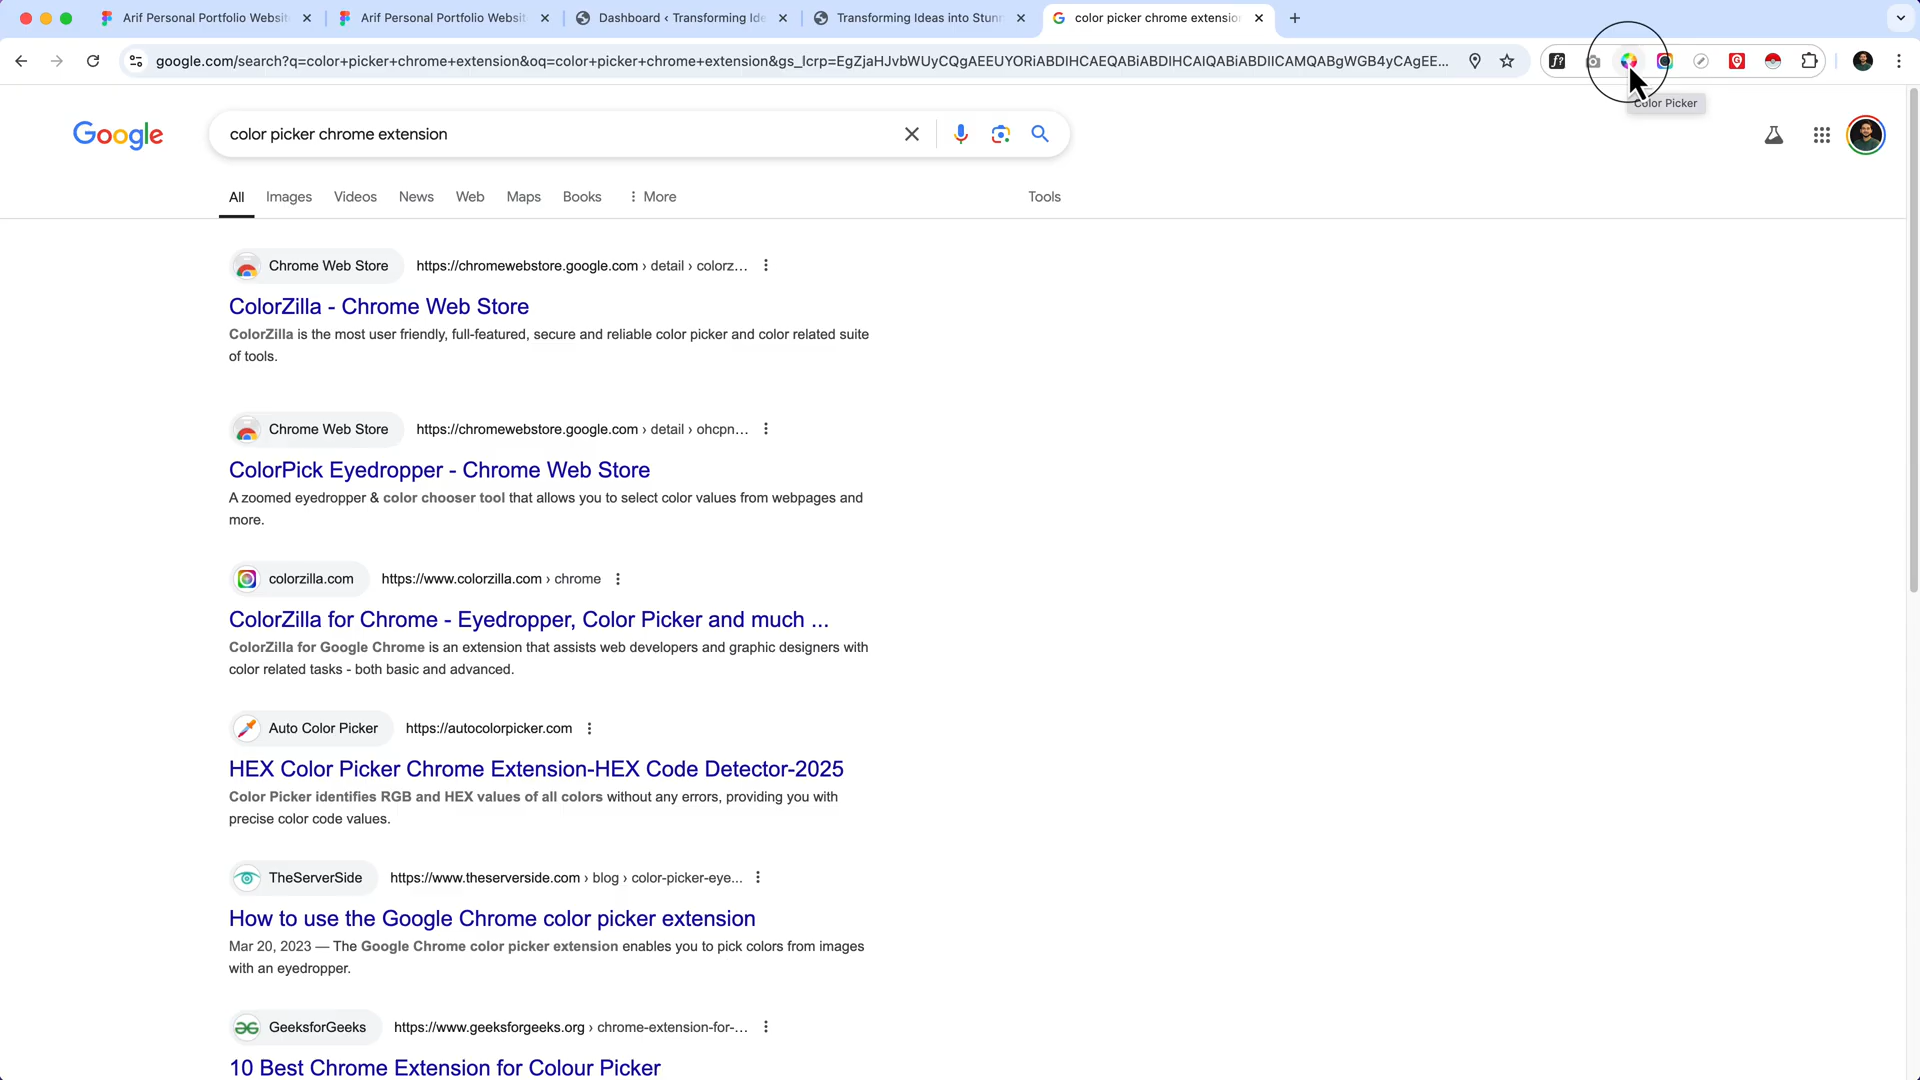 Arif Personal Portfolio Websit
Arif Personal Portfolio Websit
Dashboard ‹ Transforming Ide
Transforming Ideas into Stunn
color picker chrome extensio
google.com/search?q=color+picker+chrome+extension&oq=color+picker+chrome+extension&gs_lcrp=EgZjaHJvbWUyCQgAEEUYORiABDIHCAEQABiABDIHCAIQABiABDIICAMQABgWGB4yCAgEE...
f?
Color Picker
Google
color picker chrome extension
All
Images
Videos
News
Web
Maps
Books
More
Tools
Chrome Web Store
https://chromewebstore.google.com › detail › colorz...
ColorZilla - Chrome Web Store
ColorZilla is the most user friendly, full-featured, secure and reliable color picker and color related suite
of tools.
Chrome Web Store
https://chromewebstore.google.com › detail › ohcpn...
ColorPick Eyedropper - Chrome Web Store
A zoomed eyedropper & color chooser tool that allows you to select color values from webpages and
more.
colorzilla.com
https://www.colorzilla.com › chrome
ColorZilla for Chrome - Eyedropper, Color Picker and much ...
ColorZilla for Google Chrome is an extension that assists web developers and graphic designers with
color related tasks - both basic and advanced.
Auto Color Picker
https://autocolorpicker.com
HEX Color Picker Chrome Extension-HEX Code Detector-2025
Color Picker identifies RGB and HEX values of all colors without any errors, providing you with
precise color code values.
TheServerSide
https://www.theserverside.com › blog › color-picker-eye...
How to use the Google Chrome color picker extension
Mar 20, 2023 — The Google Chrome color picker extension enables you to pick colors from images
with an eyedropper.
GeeksforGeeks
https://www.geeksforgeeks.org › chrome-extension-for-...
10 Best Chrome Extension for Colour Picker